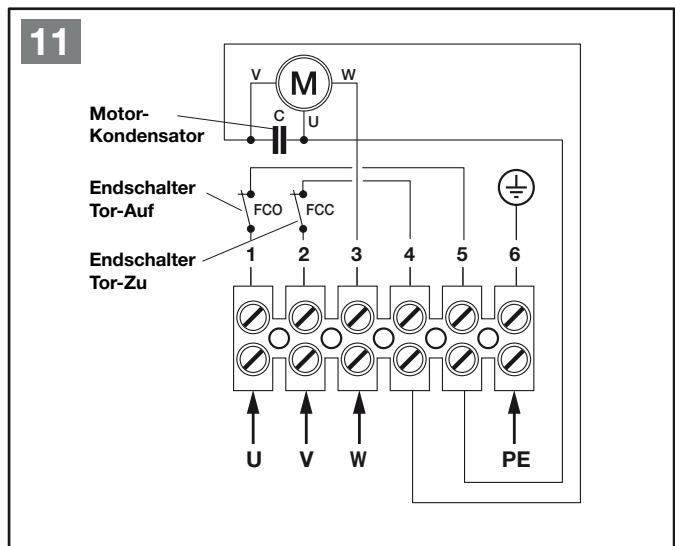 11
V
M
W
C
U
Motor-
Kondensator
Endschalter
Tor-Auf
FCO
FCC
Endschalter
Tor-Zu
1 2 3 4 5 6
U V W PE